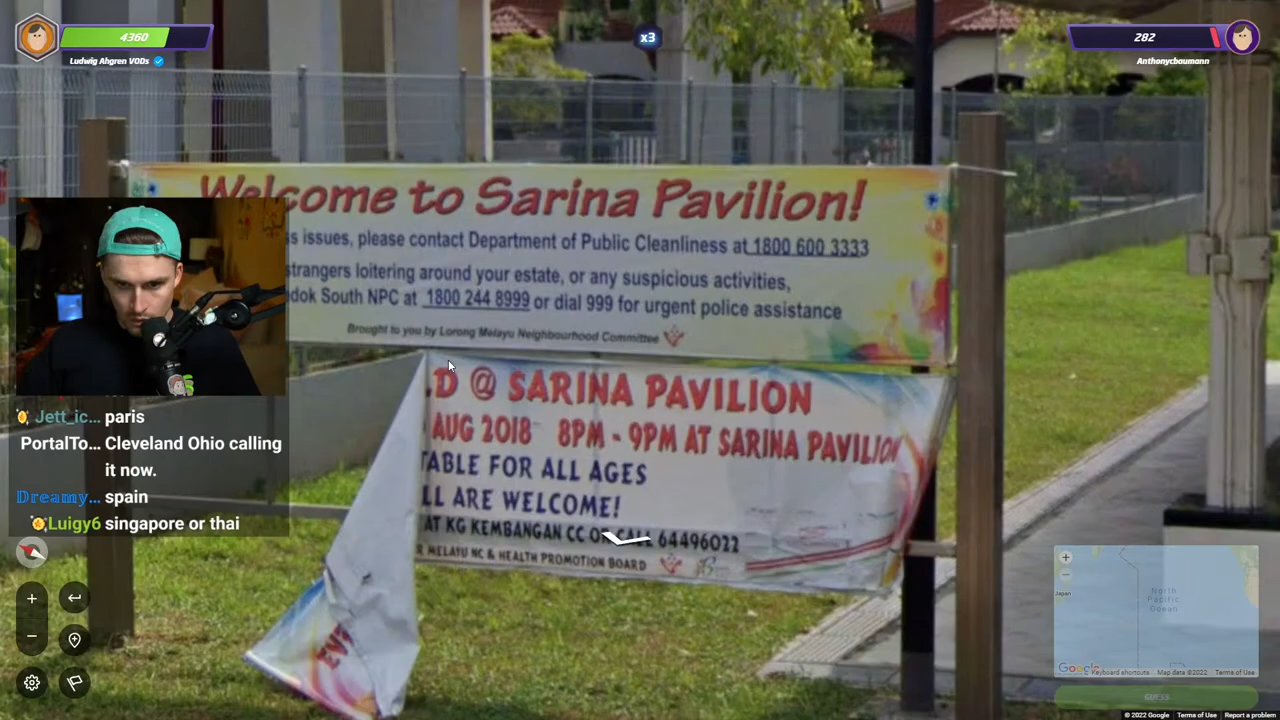 4360
Ludwig Ahgren VODs
x3
282
Anthonycbaumann
Welcome to Sarina Pavilion!
ss issues, please contact Department of Public Cleanliness at 1800 600 3333
strangers loitering around your estate, or any suspicious activities,
dok South NPC at 1800 244 8999 or dial 999 for urgent police assistance
Brought to you by Lorong Melayu Neighbourhood Committee
LD @ SARINA PAVILION
AUG 2018 8PM - 9PM AT SARINA PAVILION
TABLE FOR ALL AGES
LL ARE WELCOME!
AT KG KEMBANGAN CC OR CALL 64496022
R MELAYU NC & HEALTH PROMOTION BOARD
EV
Jett_ic... paris
PortalTo... Cleveland Ohio calling
it now.
Dreamy... spain
Luigy6 singapore or thai
Japan
North
Pacific
Ocean
Google
Keyboard shortcuts Map data ©2022 Terms of Use
GUESS
© 2022 Google Terms of Use Report a problem